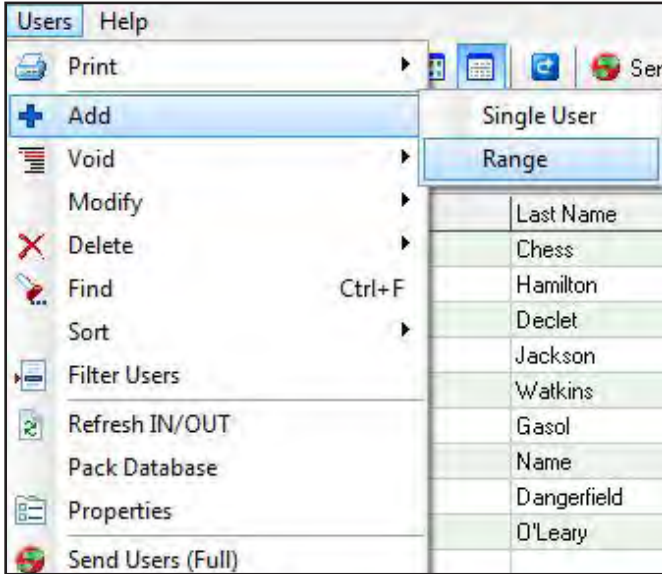 Users Help
Print
Add
Void
Modify
Delete
Find Ctrl+F
Sort
Filter Users
Refresh IN/OUT
Pack Database
Properties
Send Users (Full)
Single User
Range
Last Name
Chess
Hamilton
Declet
Jackson
Watkins
Gasol
Name
Dangerfield
O'Leary